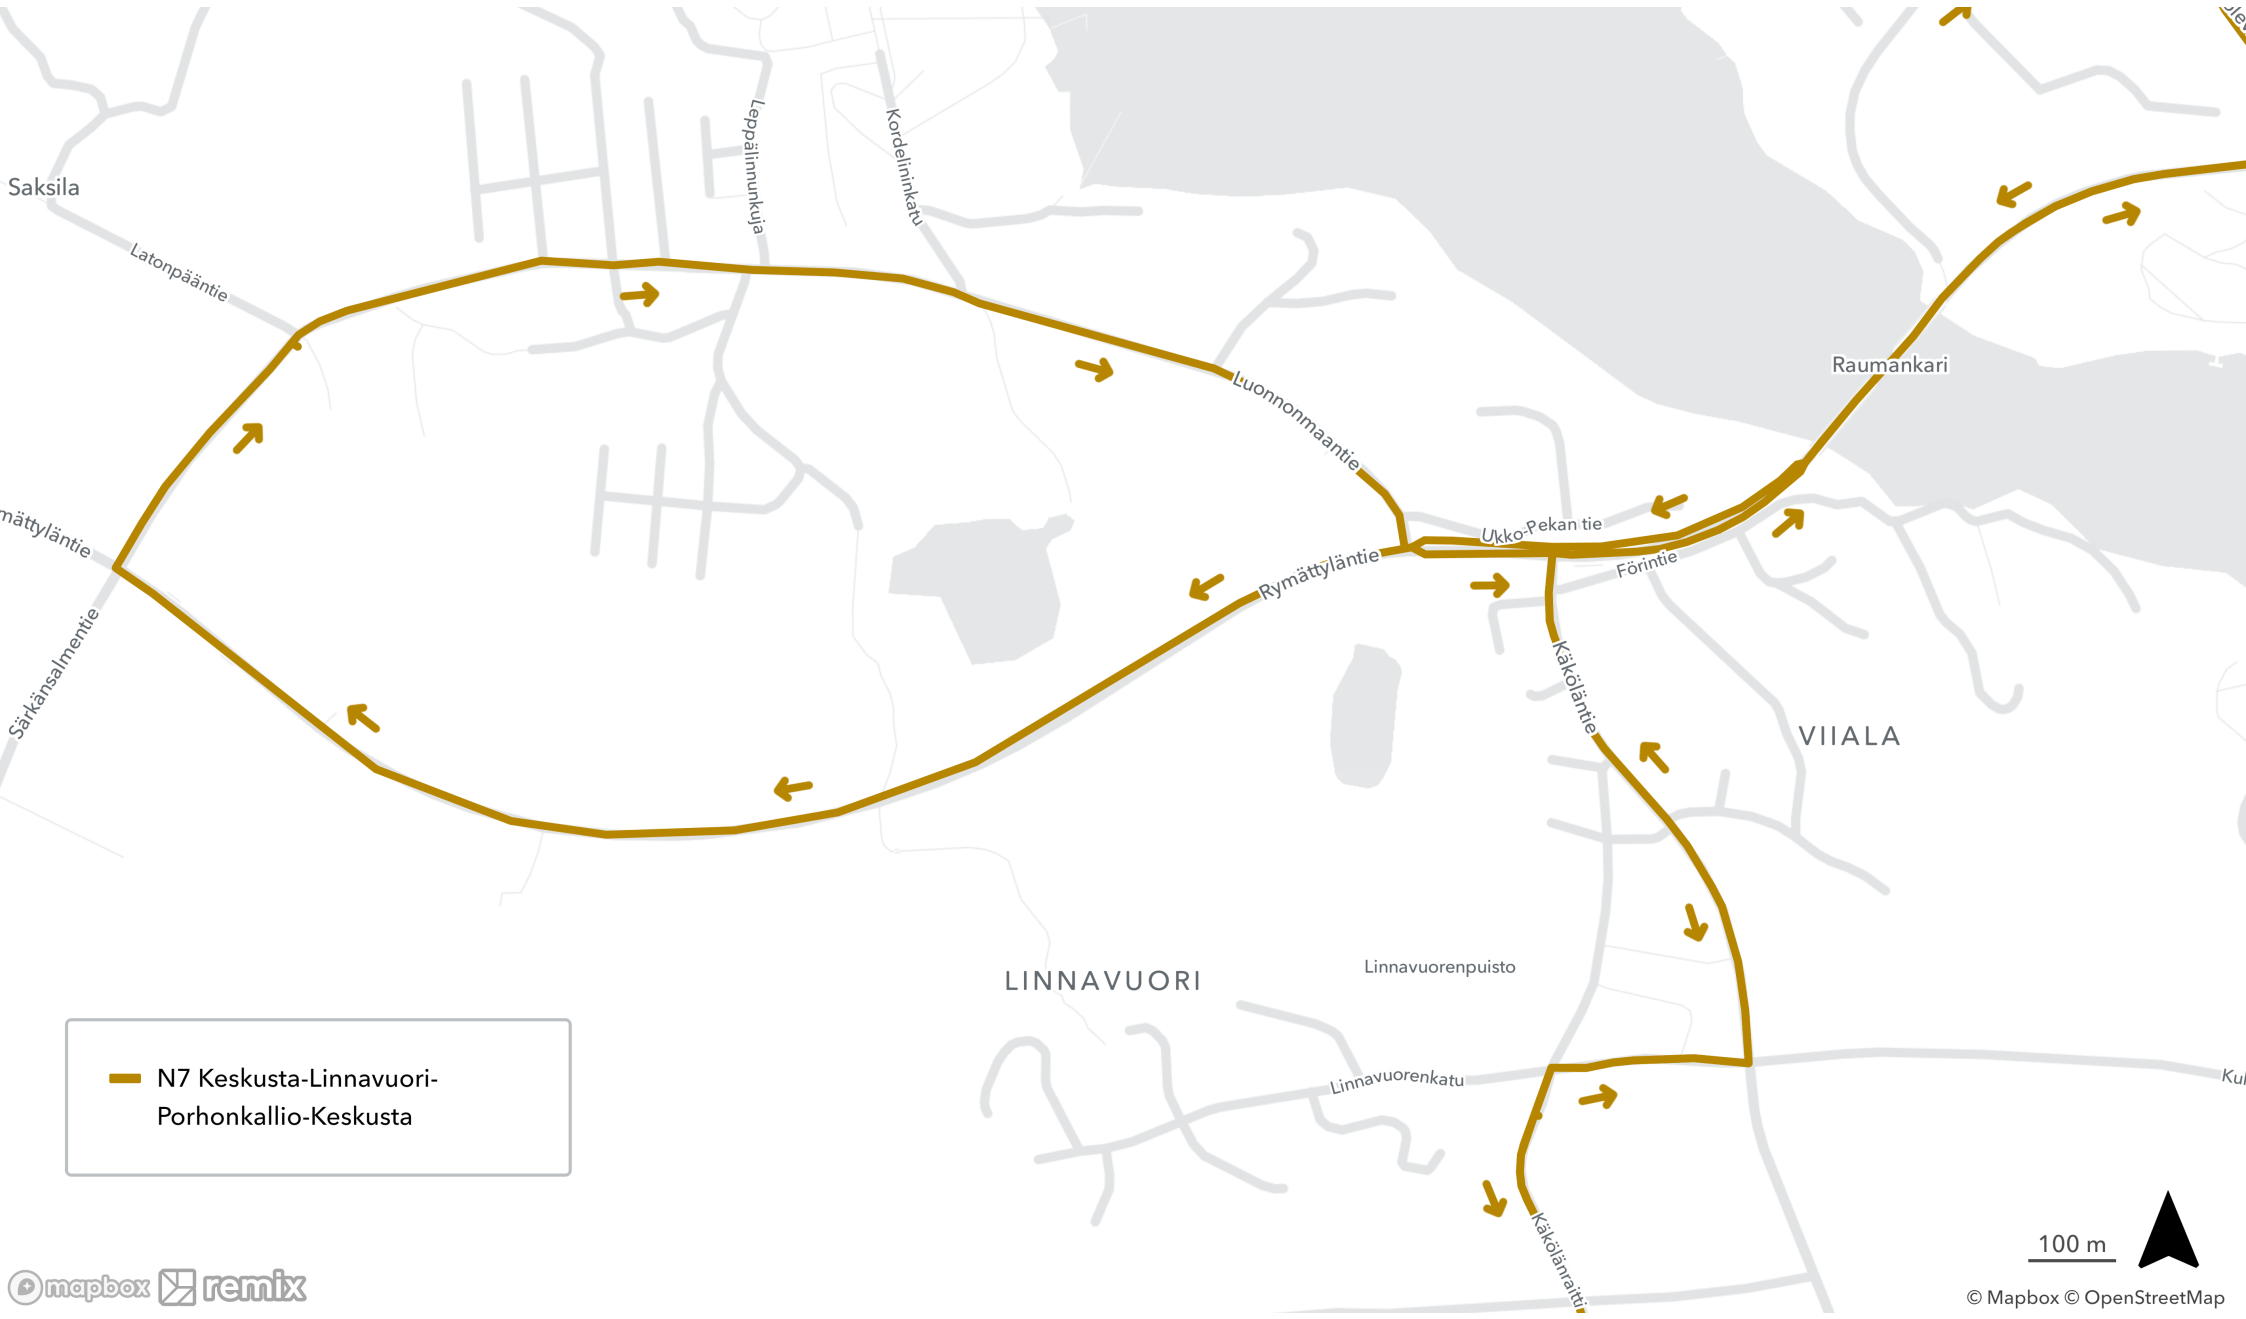 Saksila
Latonpääntie
Leppälinnunkuja
Kordelininkatu
Luonnonmaantie
Raumankari
mättyläntie
Särkänsalmentie
Rymättyläntie
Ukko-Pekan tie
Förintie
Käköläntie
VIIALA
LINNAVUORI
Linnavuorenpuisto
Linnavuorenkatu
Käkölänraitti
N7 Keskusta-Linnavuori-
Porhonkallio-Keskusta
100 m
mapbox remix
© Mapbox © OpenStreetMap